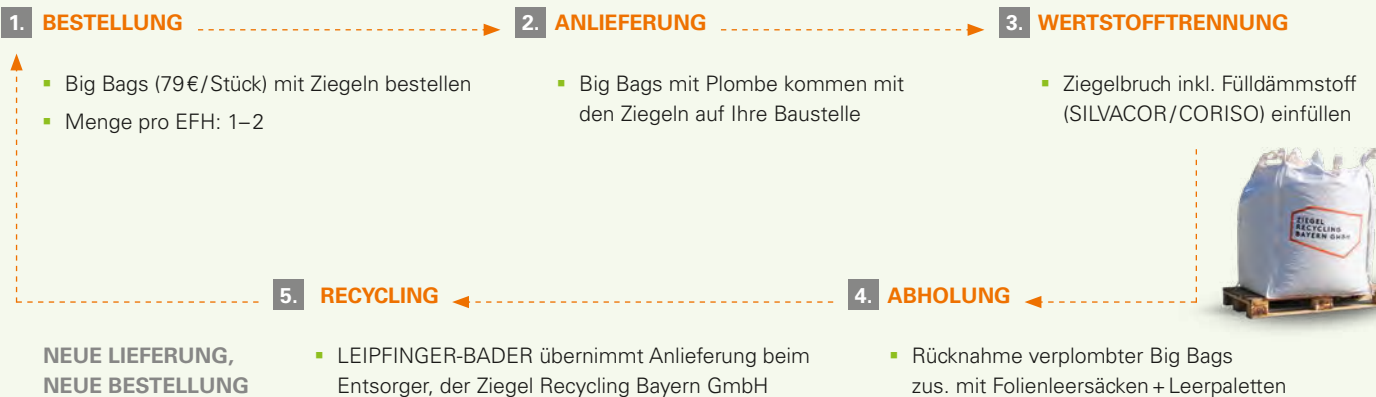 1. BESTELLUNG
▪ Big Bags (79 €/Stück) mit Ziegeln bestellen
▪ Menge pro EFH: 1–2
2. ANLIEFERUNG
▪ Big Bags mit Plombe kommen mit
den Ziegeln auf Ihre Baustelle
3. WERTSTOFFTRENNUNG
▪ Ziegelbruch inkl. Fülldämmstoff
(SILVACOR/CORISO) einfüllen
ZIEGEL
RECYCLING
BAYERN GMBH
4. ABHOLUNG
▪ Rücknahme verplombter Big Bags
zus. mit Folienleersäcken + Leerpaletten
5. RECYCLING
▪ LEIPFINGER-BADER übernimmt Anlieferung beim
Entsorger, der Ziegel Recycling Bayern GmbH
NEUE LIEFERUNG,
NEUE BESTELLUNG